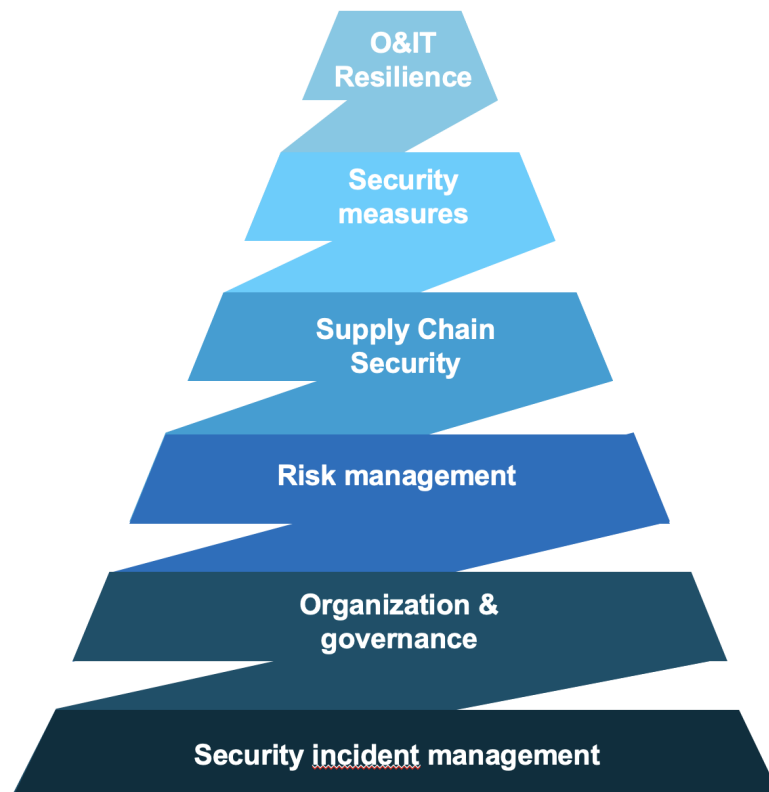 O&IT
Resilience
Security
measures
Supply Chain
Security
Risk management
Organization &
governance
Security incident management